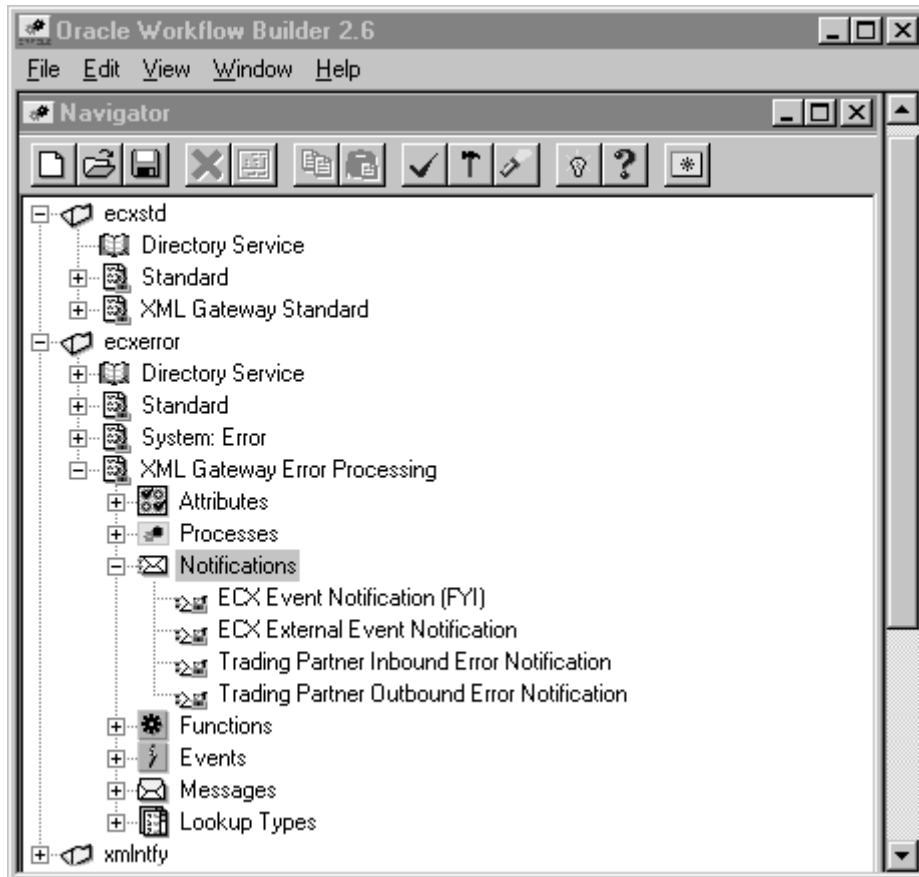 Oracle Workflow Builder 2.6
File Edit View Window Help
Navigator
ecxstd
Directory Service
Standard
XML Gateway Standard
ecxerror
Directory Service
Standard
System: Error
XML Gateway Error Processing
Attributes
Processes
Notifications
ECX Event Notification (FYI)
ECX External Event Notification
Trading Partner Inbound Error Notification
Trading Partner Outbound Error Notification
Functions
Events
Messages
Lookup Types
xmlntfy